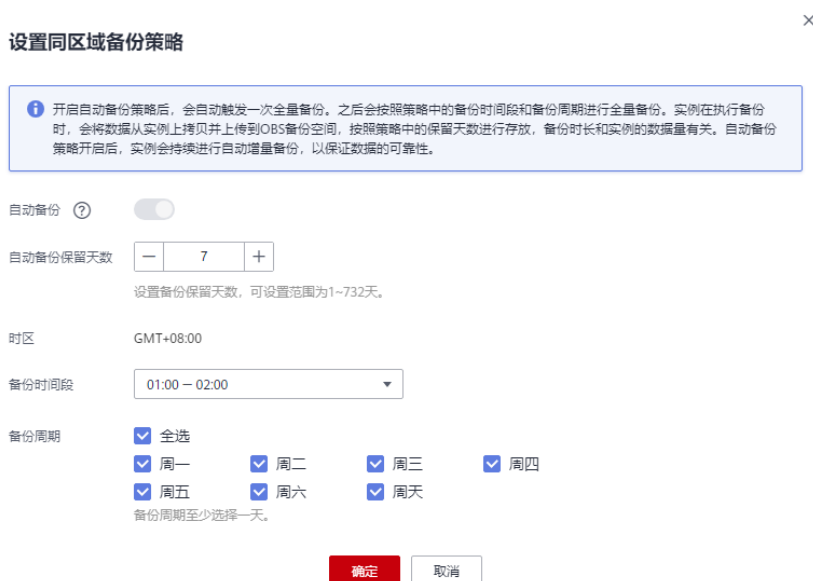 设置同区域备份策略
开启自动备份策略后，会自动触发一次全量备份。之后会按照策略中的备份时间段和备份周期进行全量备份。实例在执行备份
时，会将数据从实例上拷贝并上传到OBS备份空间，按照策略中的保留天数进行存放，备份时长和实例的数据量有关。自动备份
策略开启后，实例会持续进行自动增量备份，以保证数据的可靠性。
自动备份
自动备份保留天数 7
设置备份保留天数，可设置范围为1~732天。
时区 GMT+08:00
备份时间段 01:00 — 02:00
备份周期 全选
周一 周二 周三 周四
周五 周六 周天
备份周期至少选择一天。
确定 取消